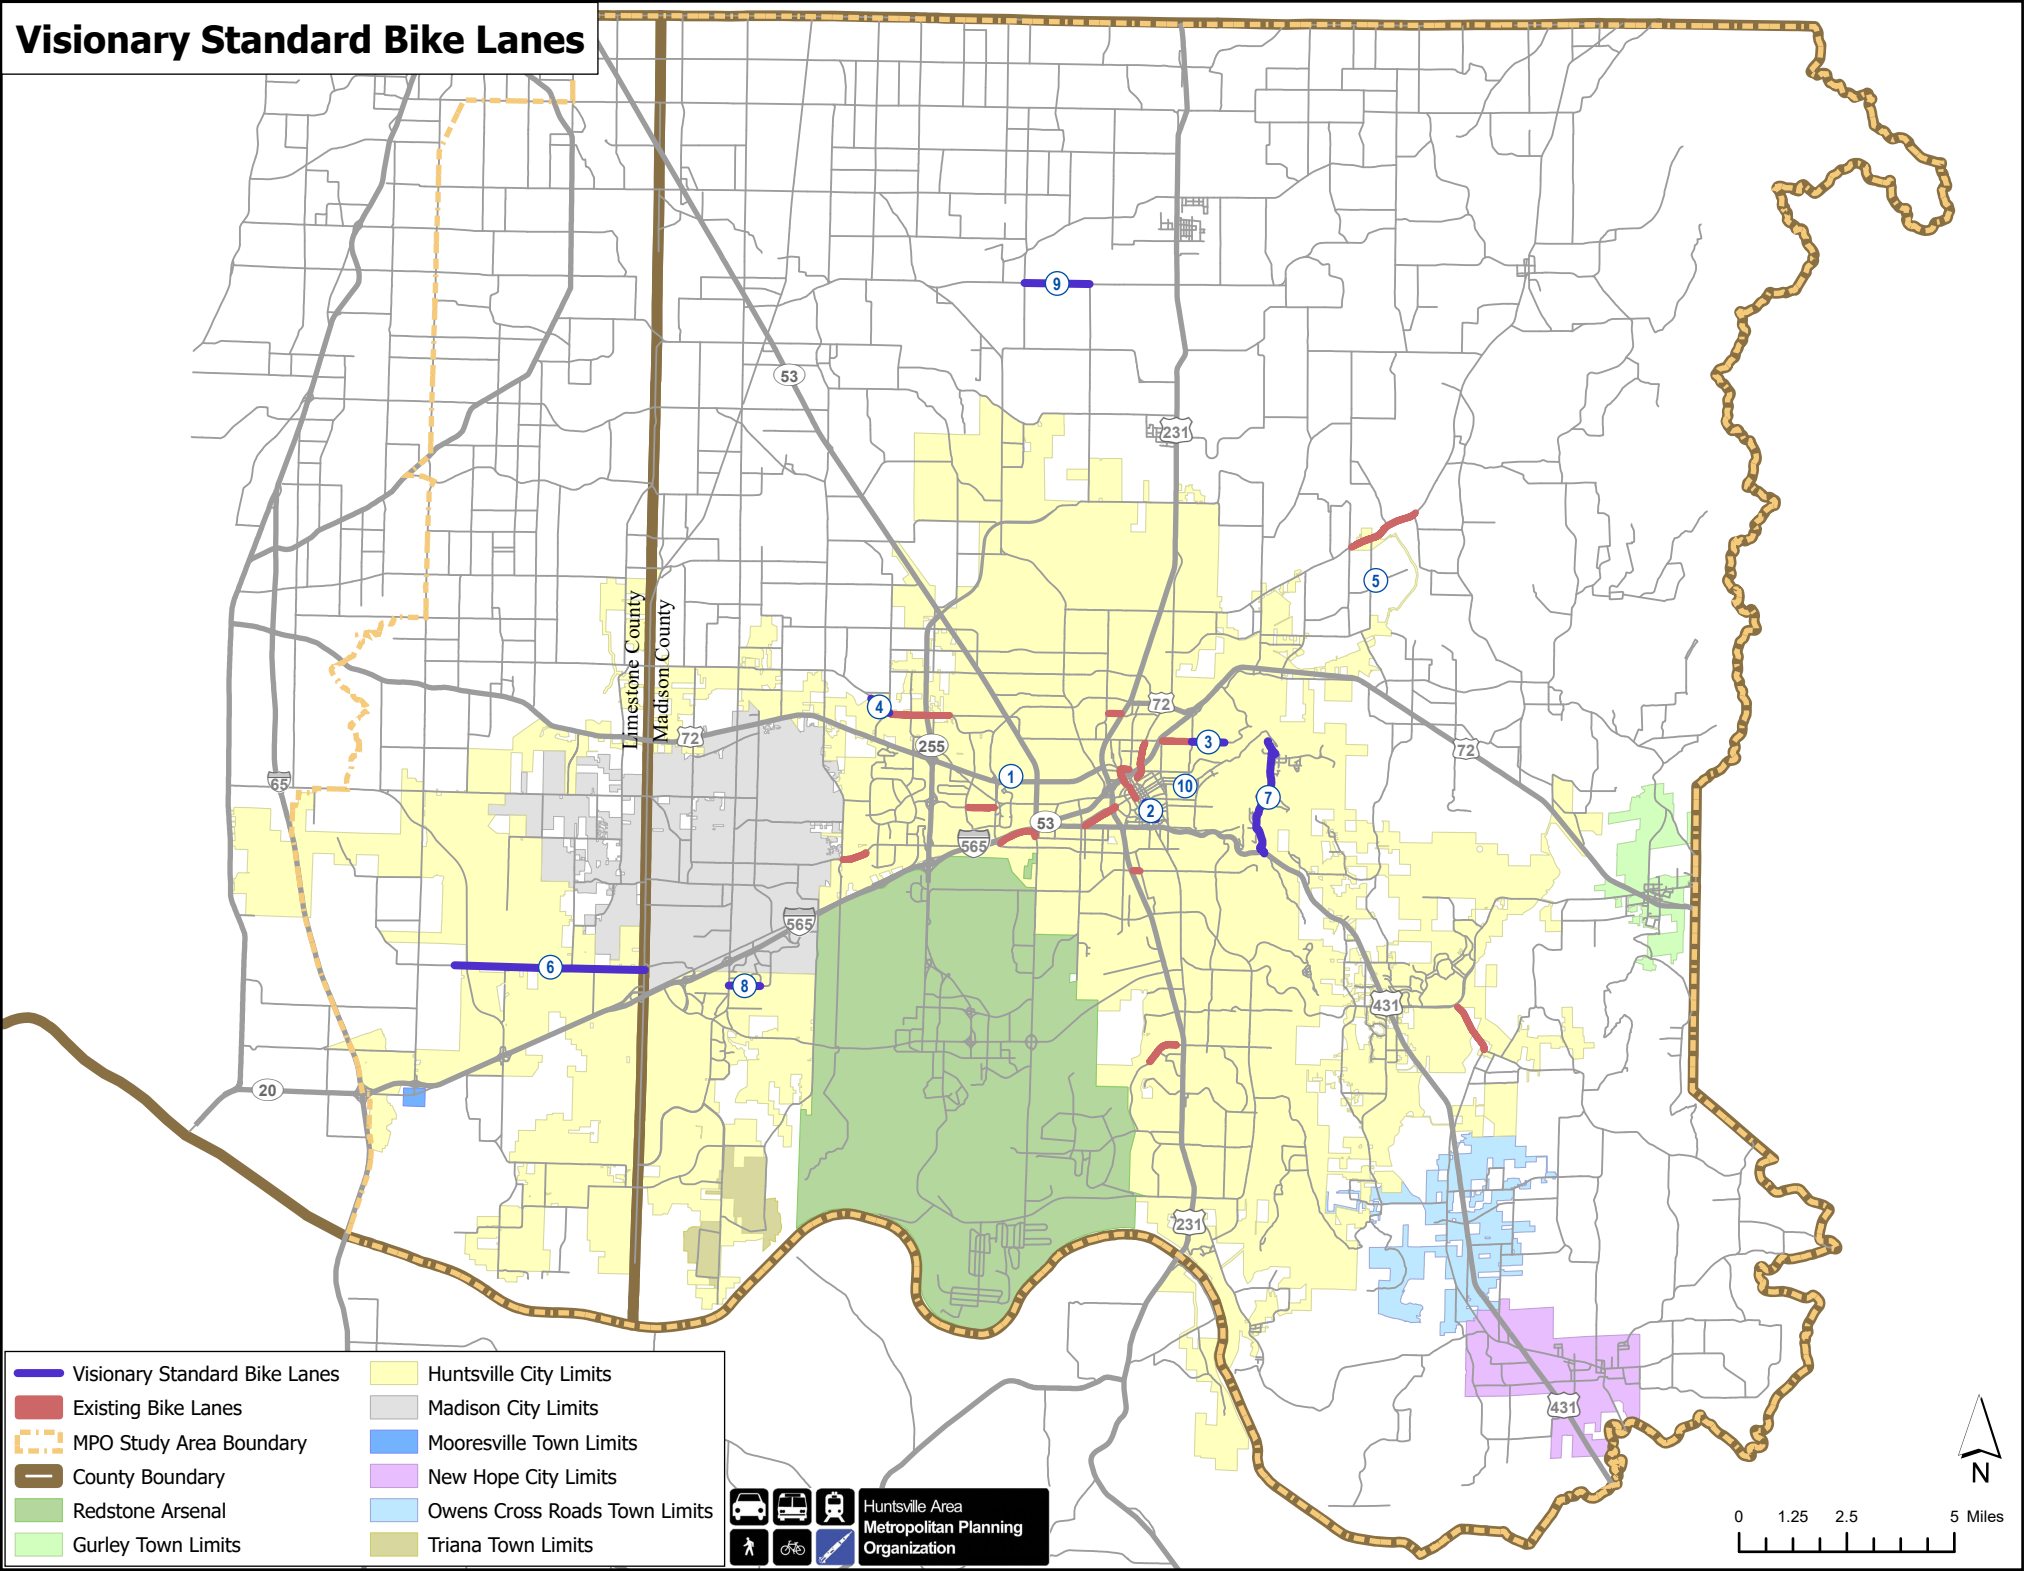 Visionary Standard Bike Lanes
9
53
231
5
Limestone County
Madison County
4
72
72
255
3
72
65
1
10
7
2
53
565
565
6
8
431
20
231
431
Visionary Standard Bike Lanes
Existing Bike Lanes
MPO Study Area Boundary
County Boundary
Redstone Arsenal
Gurley Town Limits
Huntsville City Limits
Madison City Limits
Mooresville Town Limits
New Hope City Limits
Owens Cross Roads Town Limits
Triana Town Limits
Huntsville Area
Metropolitan Planning
Organization
N
0 1.25 2.5 5 Miles